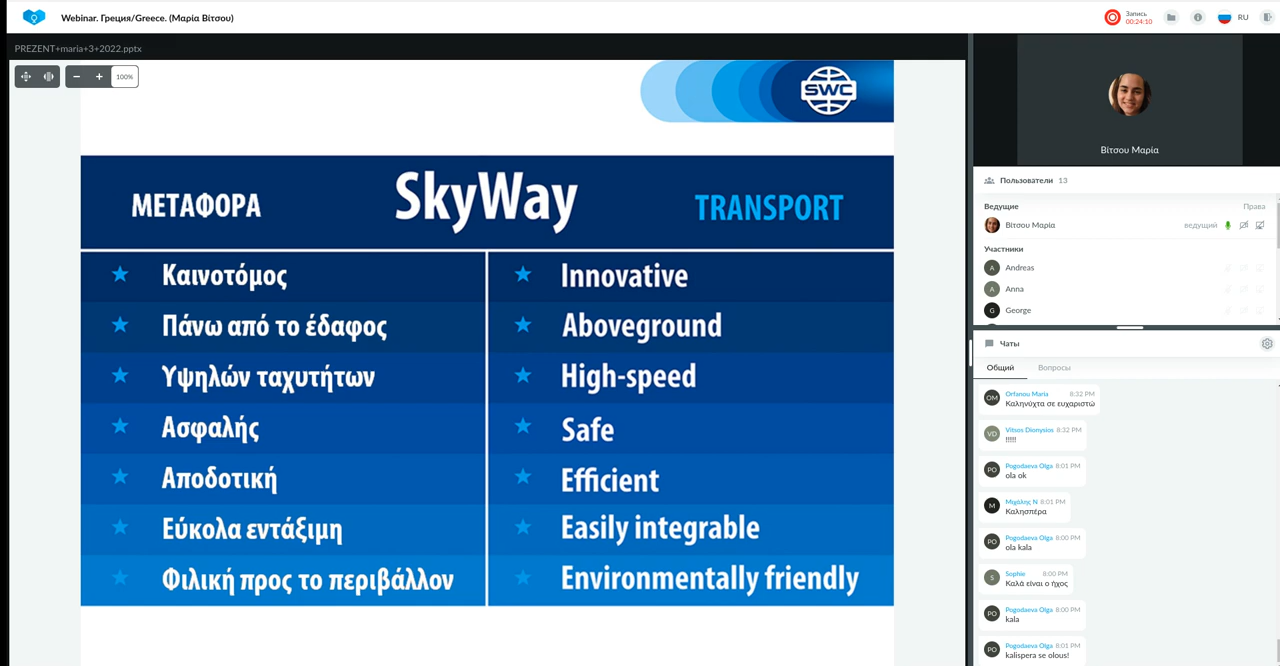 Webinar. Греция/Greece. (Μαρία Βίτσου)
Запись
00:24:10
RU
PREZENT+maria+3+2022.pptx
100%
SWC
ΜΕΤΑΦΟΡΑ
SkyWay
TRANSPORT
Καινοτόμος
Innovative
Πάνω από το έδαφος
Aboveground
Υψηλών ταχυτήτων
High-speed
Ασφαλής
Safe
Αποδοτική
Efficient
Εύκολα εντάξιμη
Easily integrable
Φιλική προς το περιβάλλον
Environmentally friendly
Βίτσου Μαρία
Пользователи 13
Ведущие Права
Βίτσου Μαρία ведущий
Участники
A Andreas
A Anna
G George
Чаты
Общий Вопросы
OM Orfanou Maria 8:32 PM
Καληνύχτα σε ευχαριστώ
VD Vitsos Dionysios 8:32 PM
!!!!!
PO Pogodaeva Olga 8:01 PM
ola ok
M Μιχάλης Ν 8:01 PM
Καλησπέρα
PO Pogodaeva Olga 8:00 PM
ola kala
S Sophie 8:00 PM
Καλά είναι ο ήχος
PO Pogodaeva Olga 8:00 PM
kala
PO Pogodaeva Olga 8:01 PM
kalispera se olous!